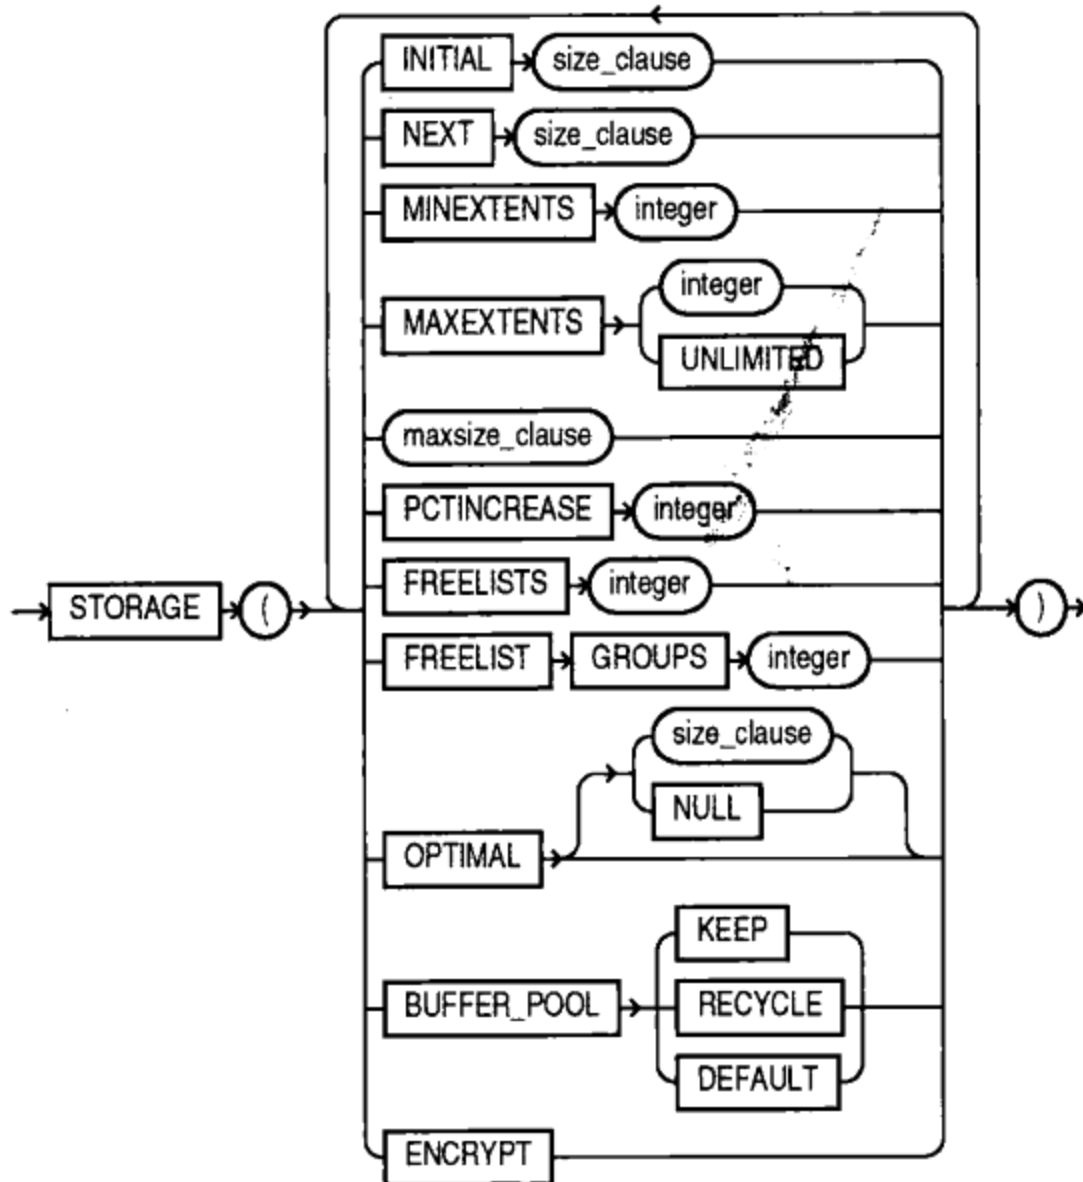 INITIAL size_clause
NEXT size_clause
MINEXTENTS integer
integer
MAXEXTENTS
UNLIMITED
maxsize_clause
PCTINCREASE integer
FREELISTS integer
STORAGE ( )
FREELIST GROUPS integer
size_clause
NULL
OPTIMAL
KEEP
BUFFER_POOL RECYCLE
DEFAULT
ENCRYPT